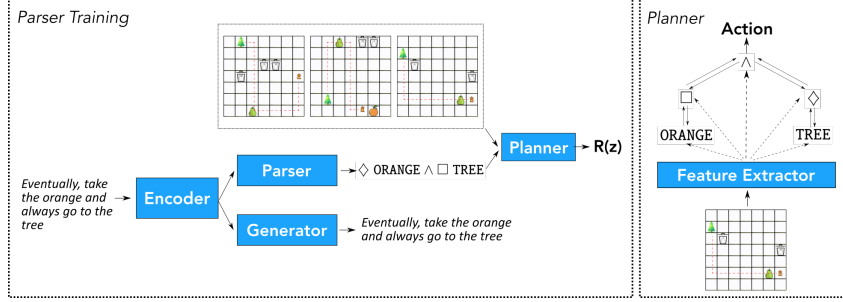 Parser Training
Eventually, take
the orange and
always go to the
tree
Encoder
Parser
◇ ORANGE ∧ □ TREE
Generator
Eventually, take the orange
and always go to the tree
Planner
R(z)
Planner
Action
∧
□
◇
ORANGE
TREE
Feature Extractor